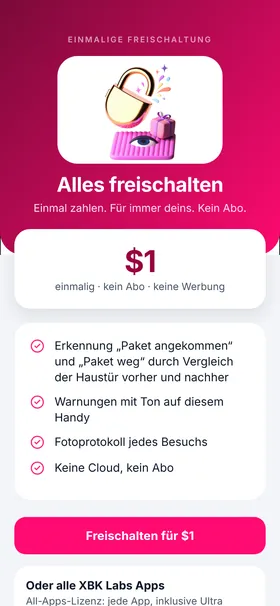 EINMALIGE FREISCHALTUNG
Alles freischalten
Einmal zahlen. Für immer deins. Kein Abo.
$1
einmalig · kein Abo · keine Werbung
Erkennung „Paket angekommen“
und „Paket weg“ durch Vergleich
der Haustür vorher und nachher
Warnungen mit Ton auf diesem
Handy
Fotoprotokoll jedes Besuchs
Keine Cloud, kein Abo
Freischalten für $1
Oder alle XBK Labs Apps
All-Apps-Lizenz: jede App, inklusive Ultra